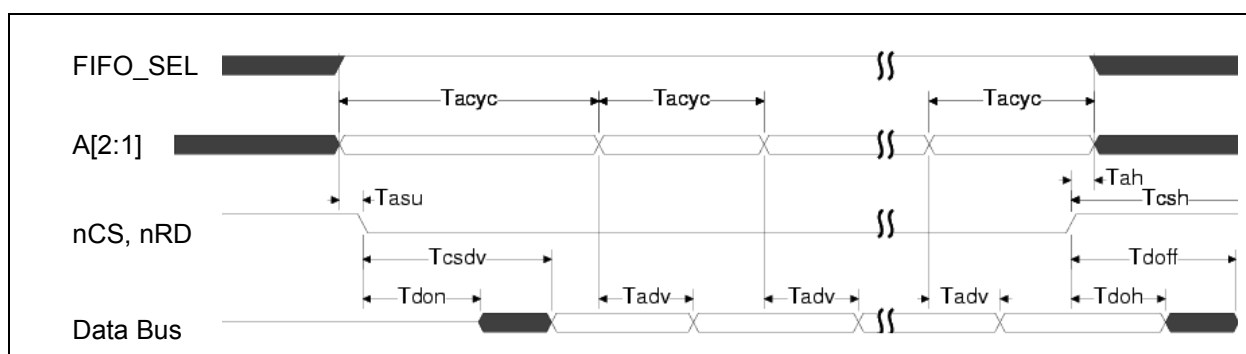 FIFO_SEL
Tacyc Tacyc Tacyc
A[2:1]
Tah
Tasu
Tcsh
nCS, nRD
Tcsdv Tdoff
Tdon Tadv Tadv Tadv Tdoh
Data Bus